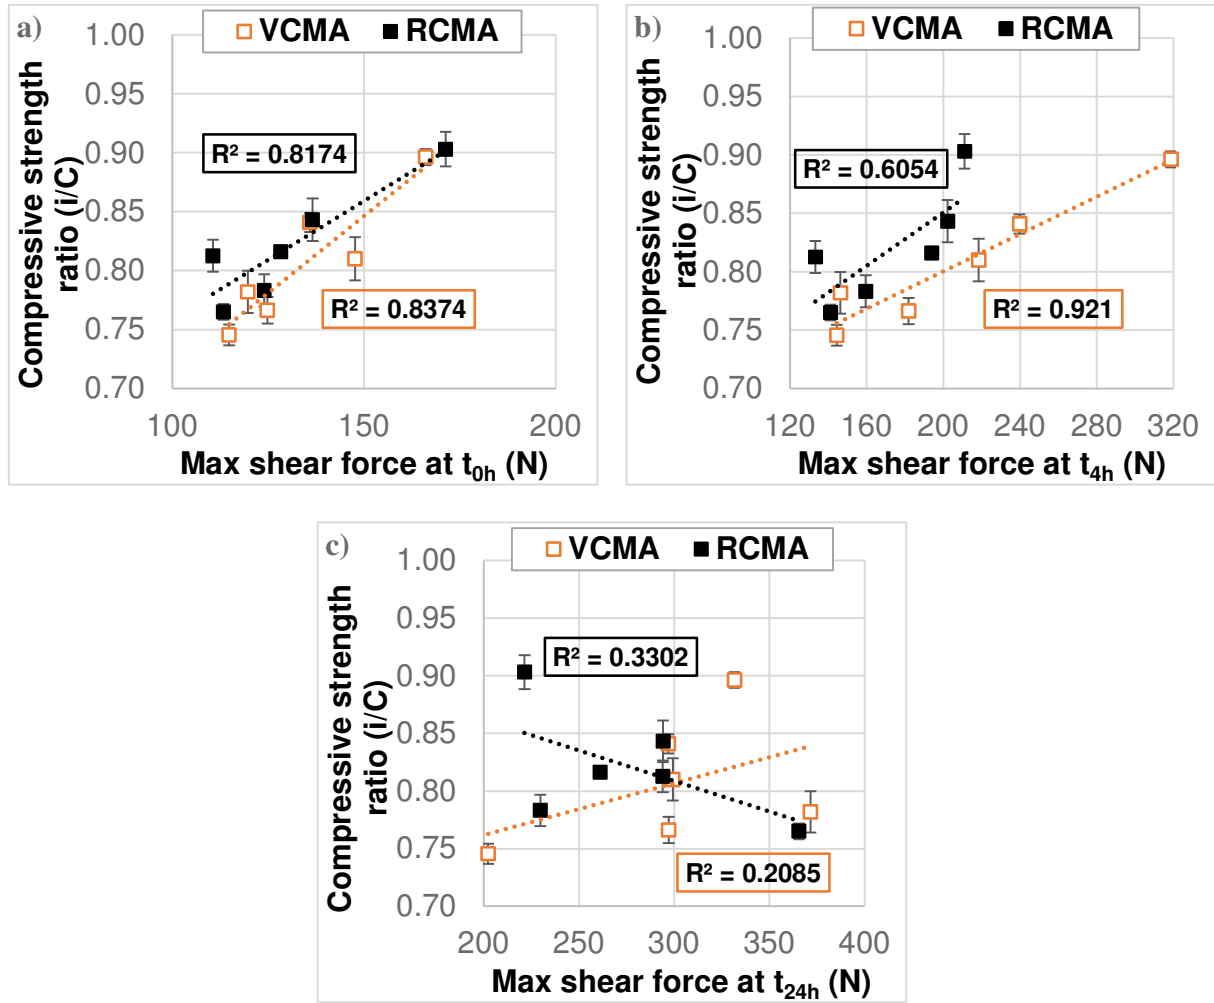 a)
VCMA RCMA
1.00
0.95
0.90
0.85
0.80
0.75
0.70
Compressive strength
ratio (i/C)
R² = 0.8174
R² = 0.8374
100 150 200
Max shear force at t0h (N)
b)
VCMA RCMA
1.00
0.95
0.90
0.85
0.80
0.75
0.70
Compressive strength
ratio (i/C)
R² = 0.6054
R² = 0.921
120 160 200 240 280 320
Max shear force at t4h (N)
c)
VCMA RCMA
1.00
0.95
0.90
0.85
0.80
0.75
0.70
Compressive strength
ratio (i/C)
R² = 0.3302
R² = 0.2085
200 250 300 350 400
Max shear force at t24h (N)